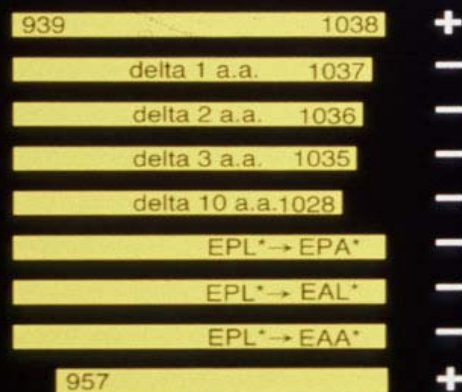 939 1038 +
delta 1 a.a. 1037 −
delta 2 a.a. 1036 −
delta 3 a.a. 1035 −
delta 10 a.a. 1028 −
−
EPL*→ EPA* −
EPL*→ EAL* −
EPL*→ EAA* −
957 +